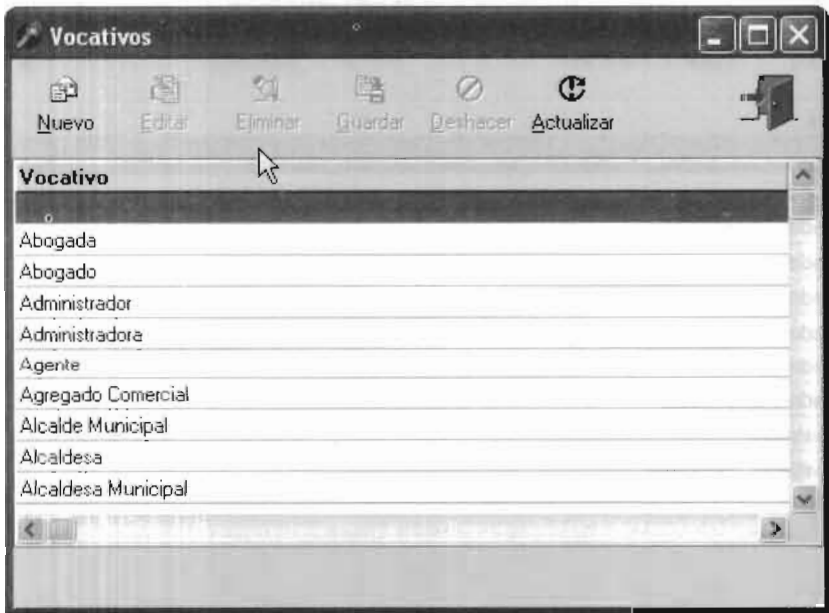 Vocativos
Nuevo Editar Eliminar Guardar Deshacer Actualizar
Vocativo
Abogada
Abogado
Administrador
Administradora
Agente
Agregado Comercial
Alcalde Municipal
Alcaldesa
Alcaldesa Municipal